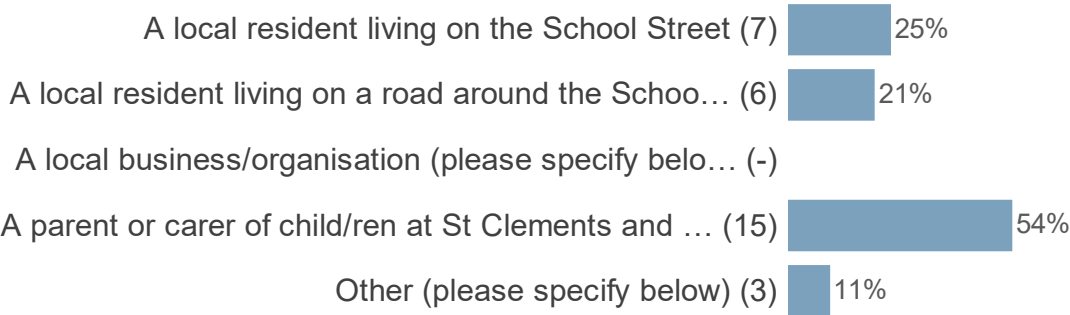 A local resident living on the School Street (7) 25%
A local resident living on a road around the Schoo… (6) 21%
A local business/organisation (please specify belo… (-)
A parent or carer of child/ren at St Clements and … (15) 54%
Other (please specify below) (3) 11%